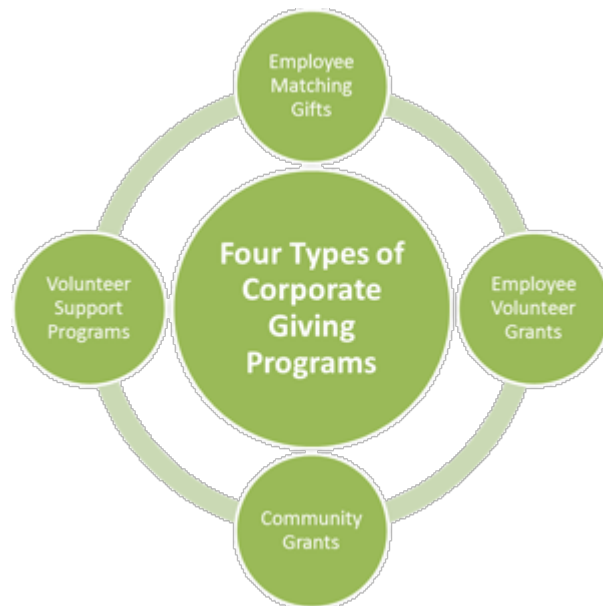 Employee
Matching
Gifts
Four Types of
Corporate
Giving
Programs
Volunteer
Support
Programs
Employee
Volunteer
Grants
Community
Grants